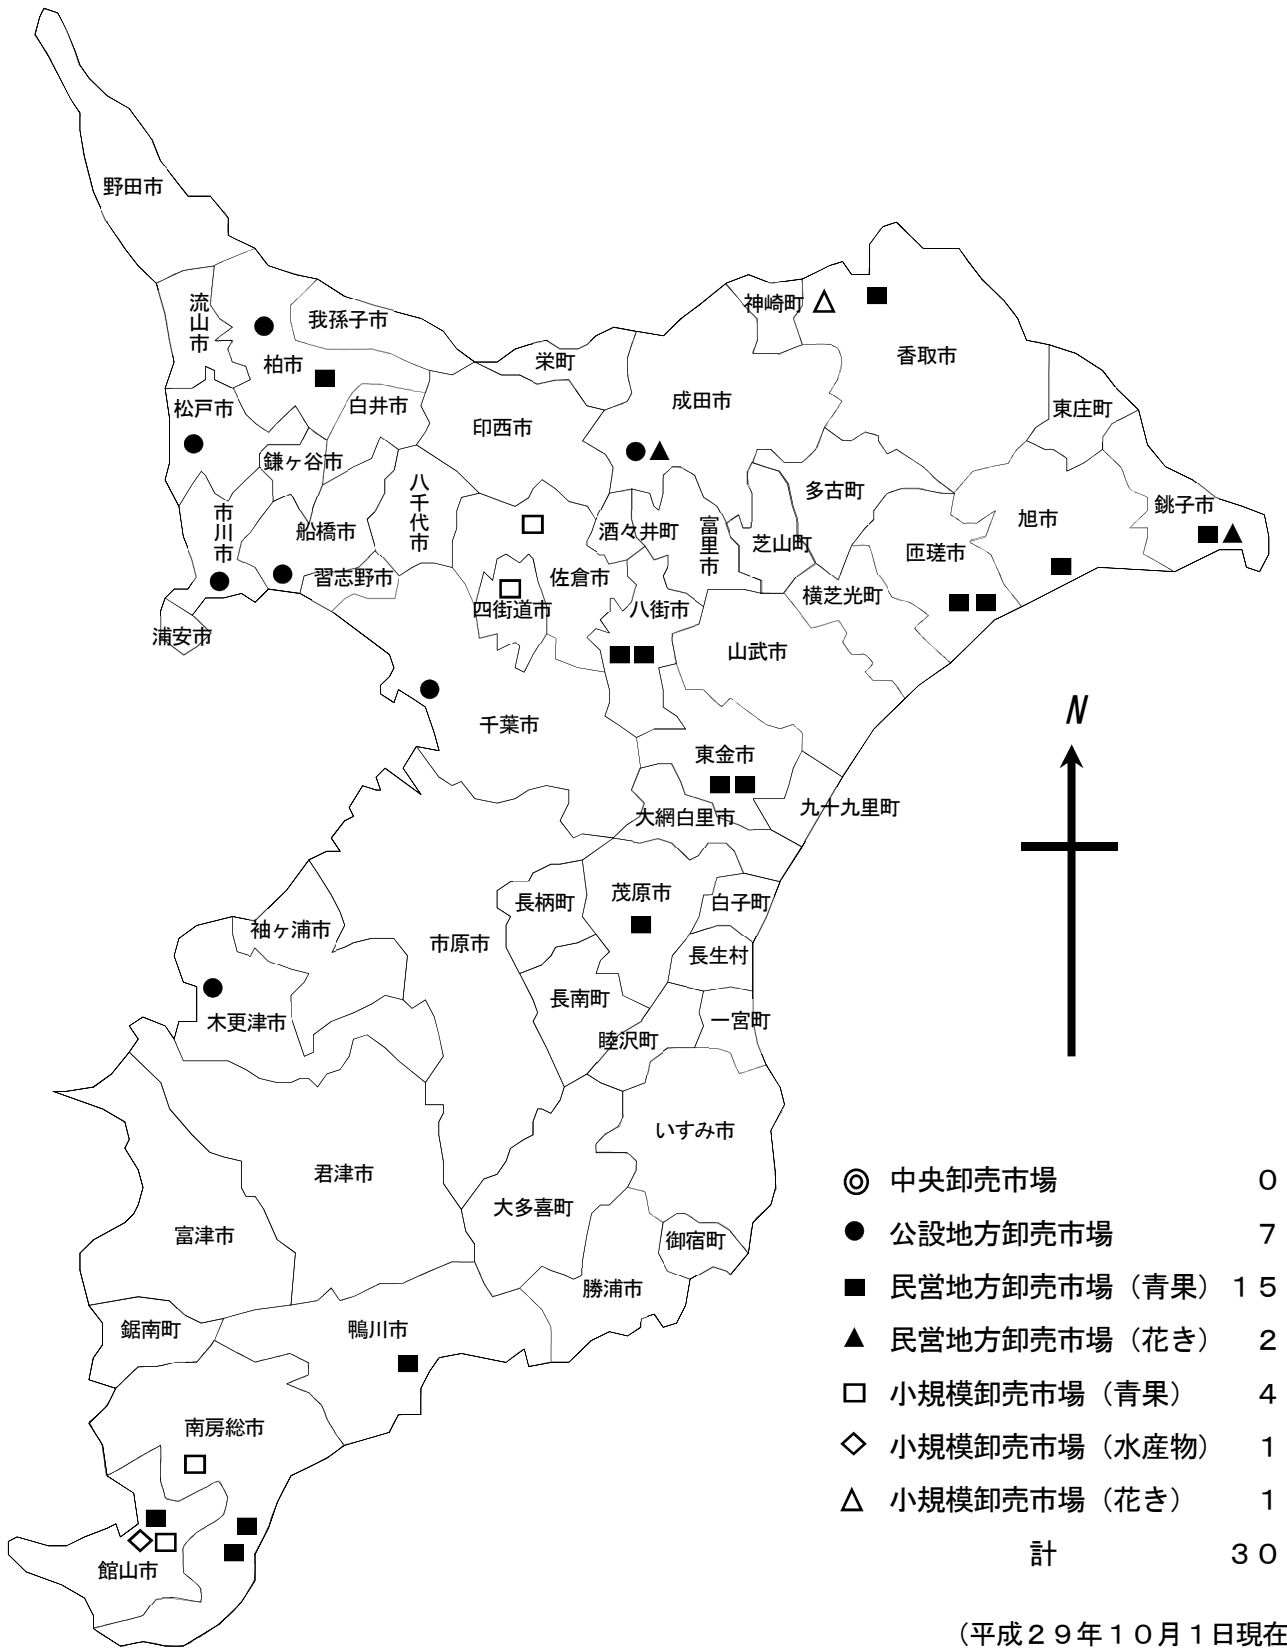 野田市
流山市
我孫子市
柏市
松戸市
白井市
鎌ヶ谷市
市川市
船橋市
八千代市
習志野市
浦安市
印西市
栄町
成田市
神崎町
香取市
東庄町
多古町
旭市
銚子市
匝瑳市
横芝光町
芝山町
富里市
酒々井町
佐倉市
四街道市
八街市
山武市
千葉市
東金市
大網白里市
九十九里町
N
茂原市
白子町
長柄町
長生村
長南町
一宮町
睦沢町
市原市
袖ヶ浦市
木更津市
いすみ市
君津市
大多喜町
富津市
御宿町
勝浦市
鋸南町
鴨川市
南房総市
館山市
◎ 中央卸売市場 ０
● 公設地方卸売市場 ７
■ 民営地方卸売市場（青果） １５
▲ 民営地方卸売市場（花き） ２
□ 小規模卸売市場（青果） ４
◇ 小規模卸売市場（水産物） １
△ 小規模卸売市場（花き） １
計 ３０
（平成２９年１０月１日現在